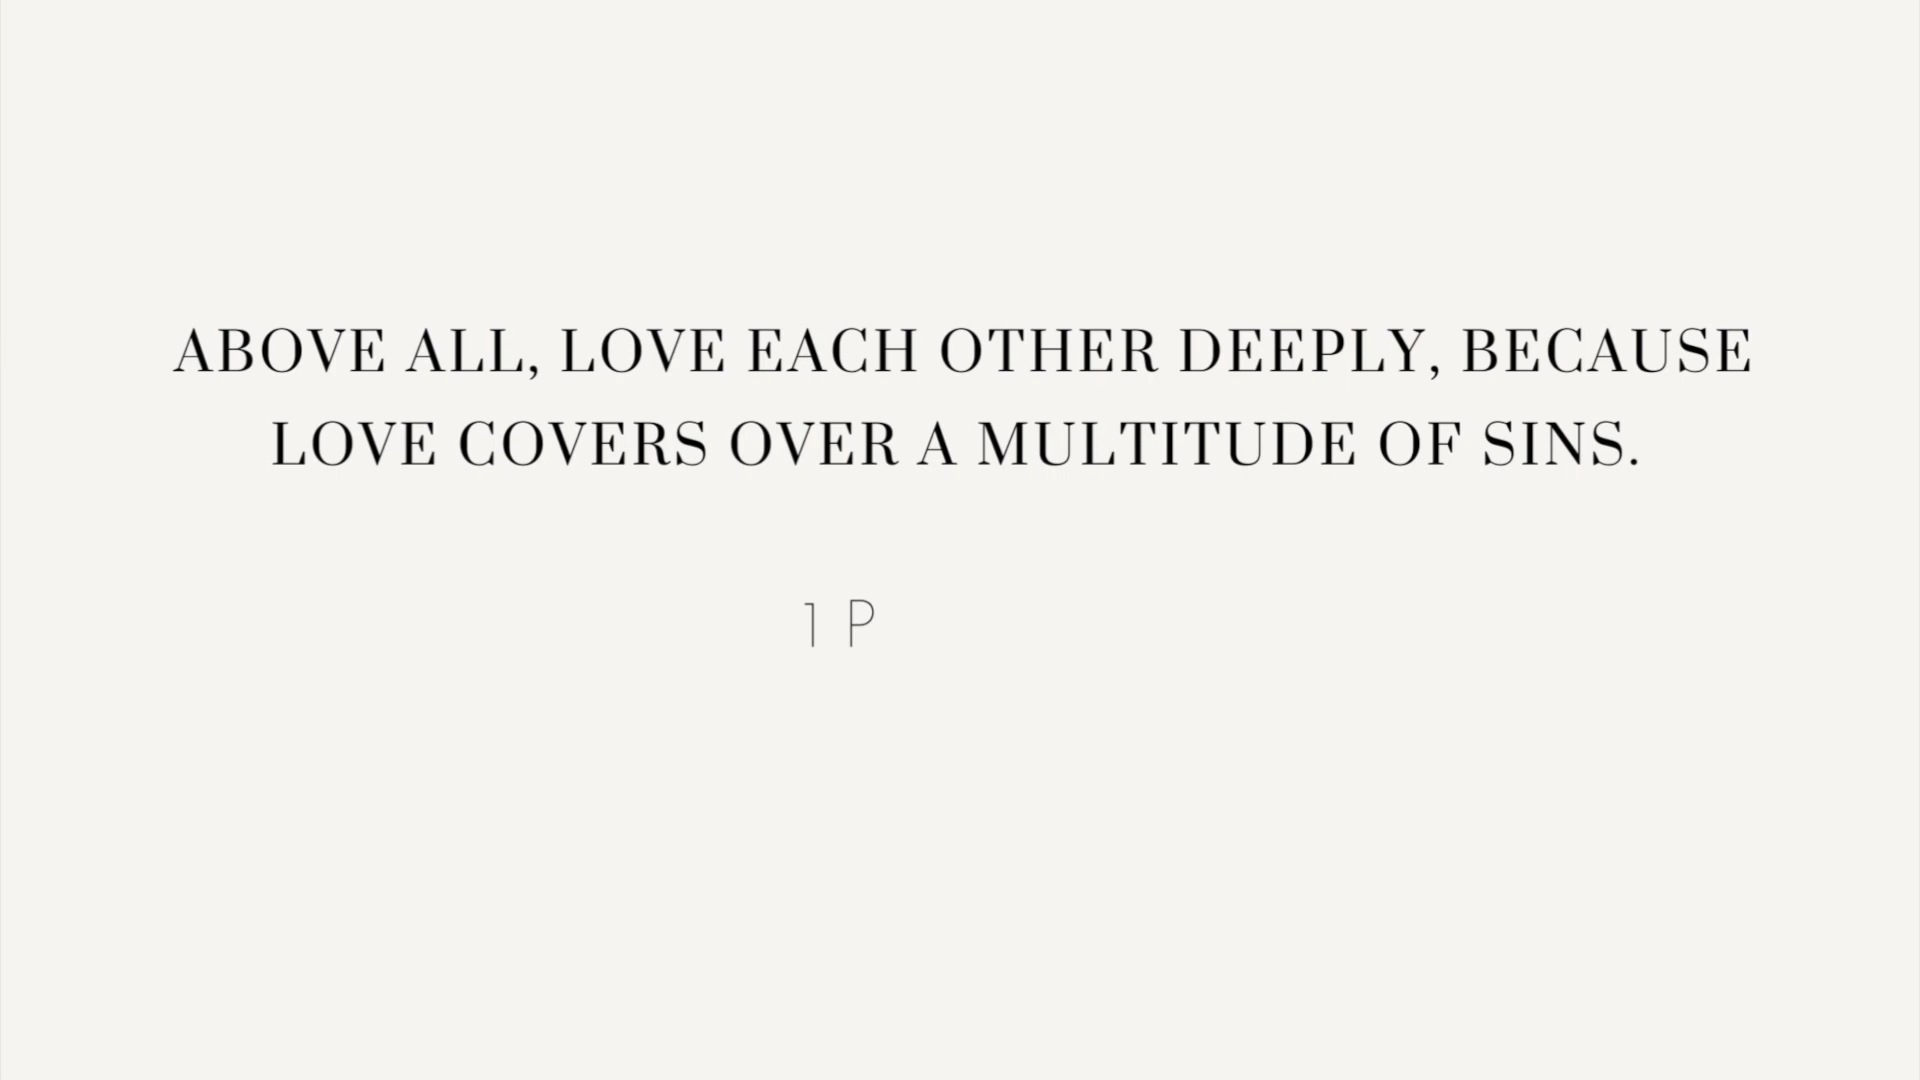 ABOVE ALL, LOVE EACH OTHER DEEPLY, BECAUSE
LOVE COVERS OVER A MULTITUDE OF SINS.
1 P